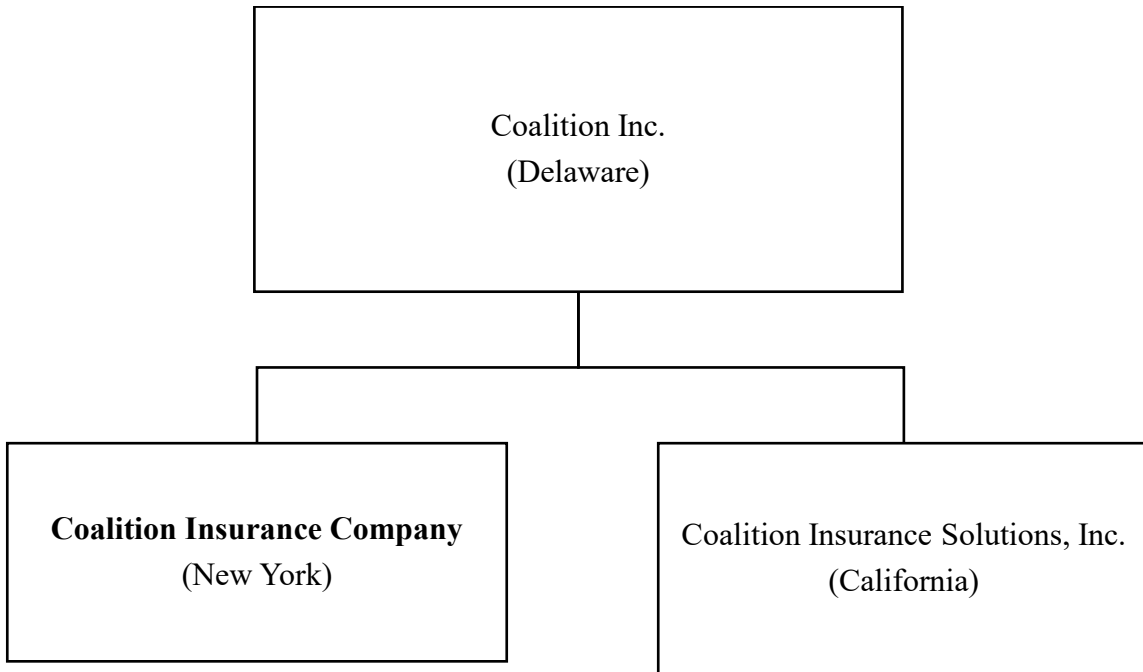 Coalition Inc.
(Delaware)
Coalition Insurance Company
(New York)
Coalition Insurance Solutions, Inc.
(California)